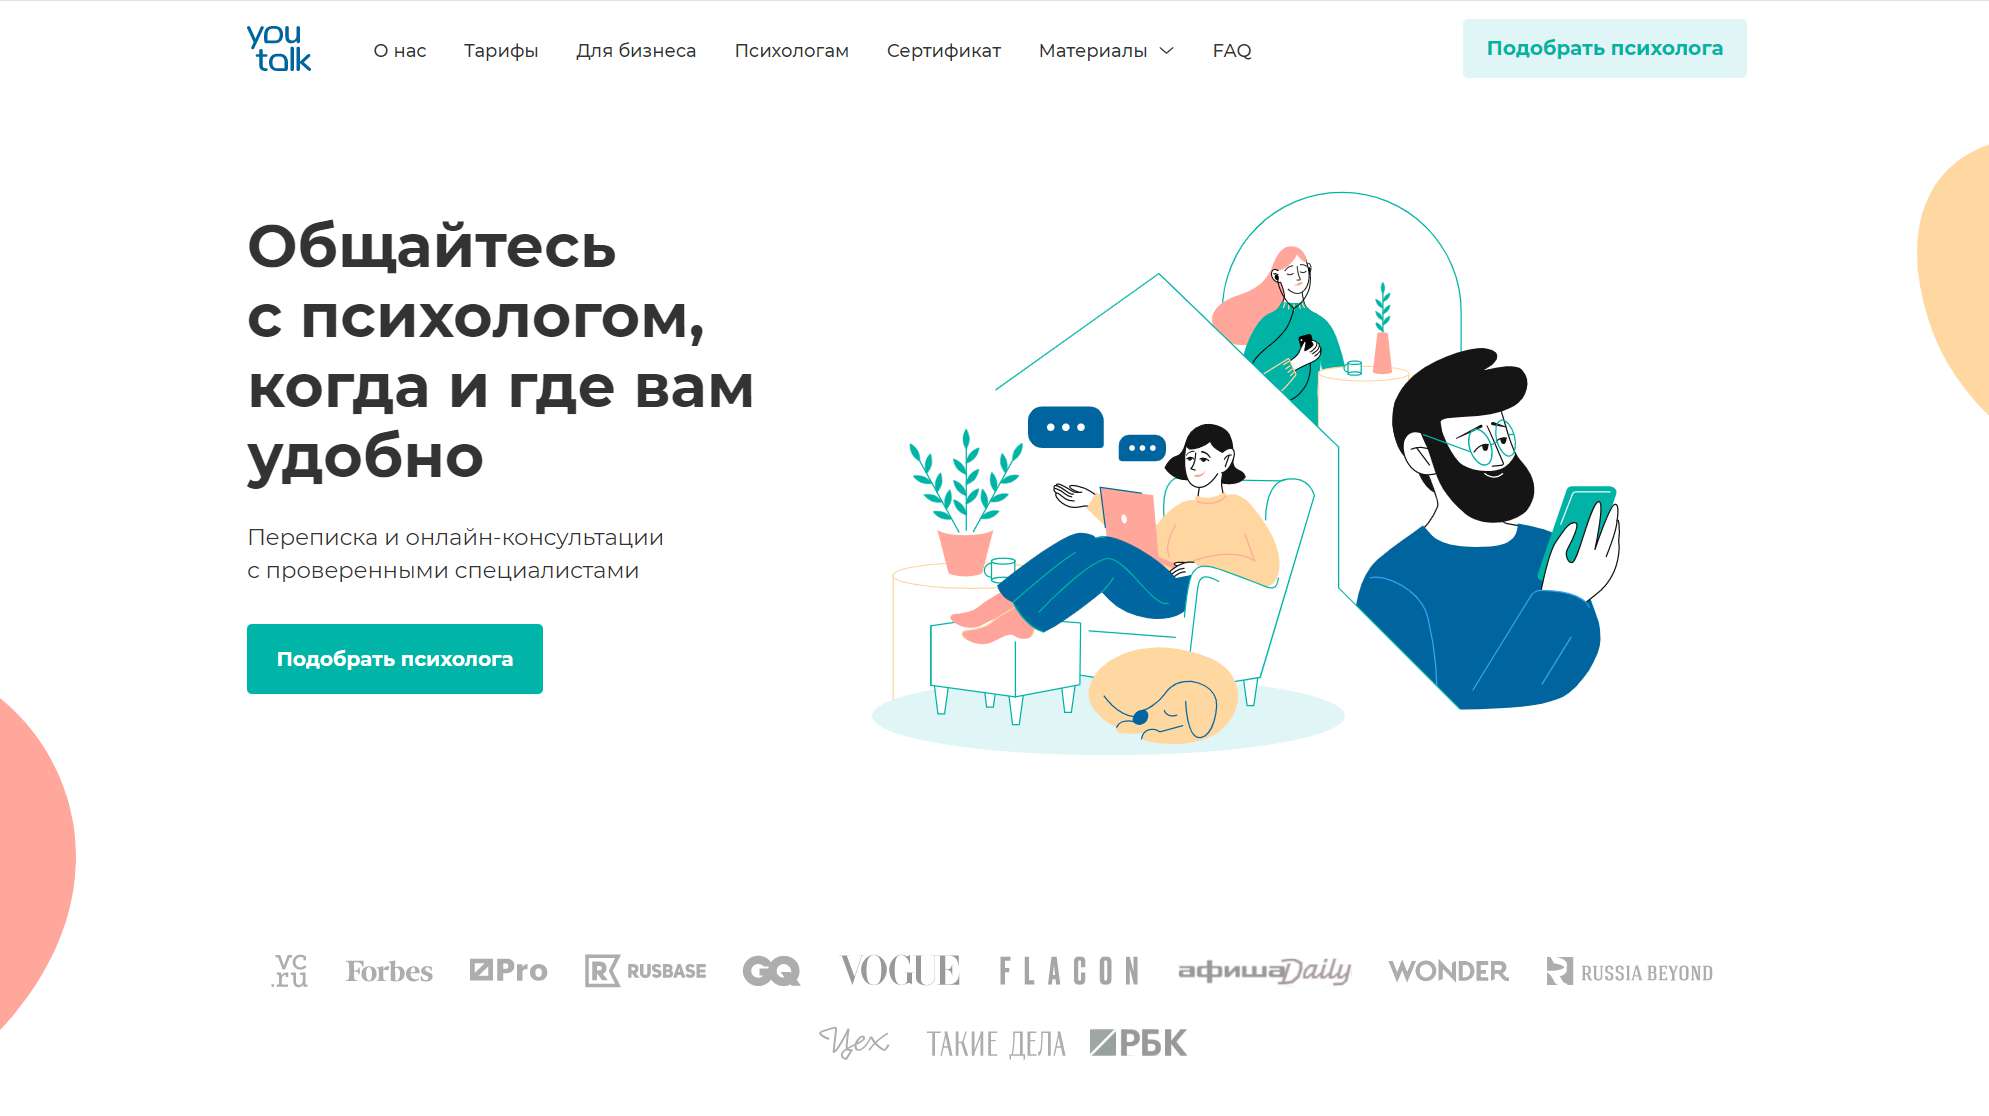 you
talk
О нас
Тарифы
Для бизнеса
Психологам
Сертификат
Материалы
FAQ
Подобрать психолога
Общайтесь
с психологом,
когда и где вам
удобно
Переписка и онлайн-консультации
с проверенными специалистами
Подобрать психолога
vc
.ru
Forbes
Pro
RUSBASE
GQ
VOGUE
FLACON
афишаDaily
WONDER
RUSSIA BEYOND
Цех
ТАКИЕ ДЕЛА
РБК